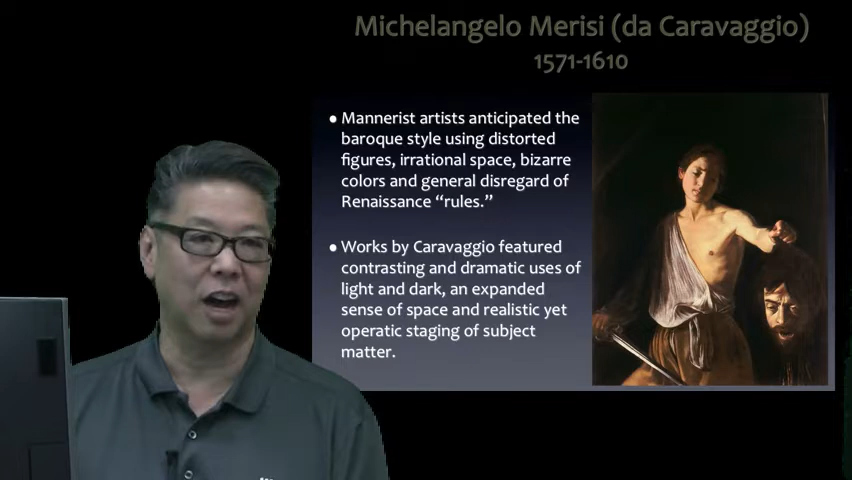 Michelangelo Merisi (da Caravaggio)
1571-1610
● Mannerist artists anticipated the
baroque style using distorted
figures, irrational space, bizarre
colors and general disregard of
Renaissance “rules.”
● Works by Caravaggio featured
contrasting and dramatic uses of
light and dark, an expanded
sense of space and realistic yet
operatic staging of subject
matter.